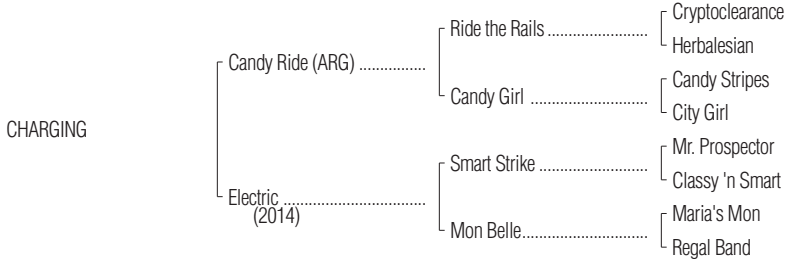 Cryptoclearance
Ride the Rails ..........................
Herbalesian
Candy Ride (ARG) ................
Candy Stripes
Candy Girl ..............................
City Girl
CHARGING
Mr. Prospector
Smart Strike ............................
Classy 'n Smart
Electric .....................................
(2014)
Maria's Mon
Mon Belle.................................
Regal Band